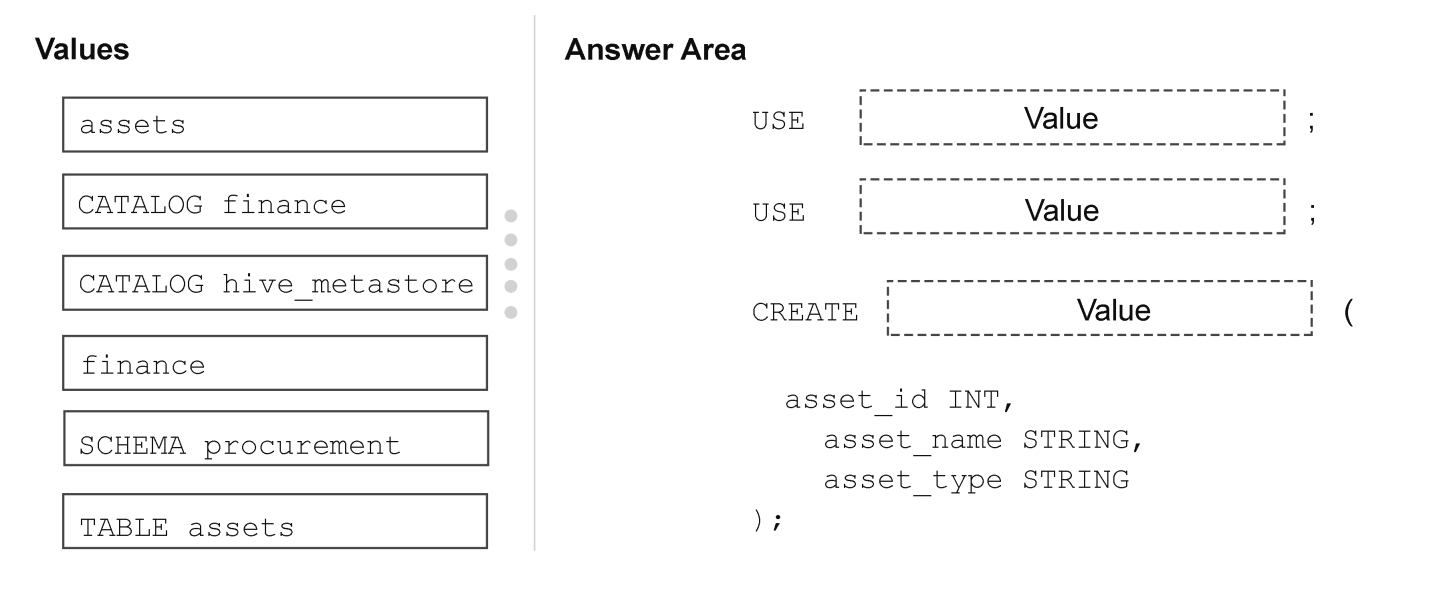 Values
assets
CATALOG finance
CATALOG hive_metastore
finance
SCHEMA procurement
TABLE assets
Answer Area
USE Value ;
USE Value ;
CREATE Value (
asset_id INT,
asset_name STRING,
asset_type STRING
);